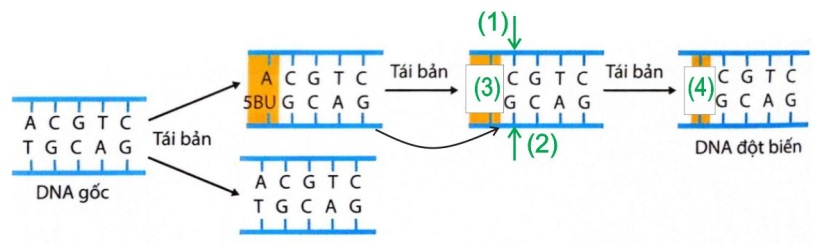 A C G T C
T G C A G
DNA gốc
Tái bản
A C G T C
5BU G C A G
A C G T C
T G C A G
Tái bản
(1)
(3) C G T C
G C A G
(2)
Tái bản
(4) C G T C
G C A G
DNA đột biến